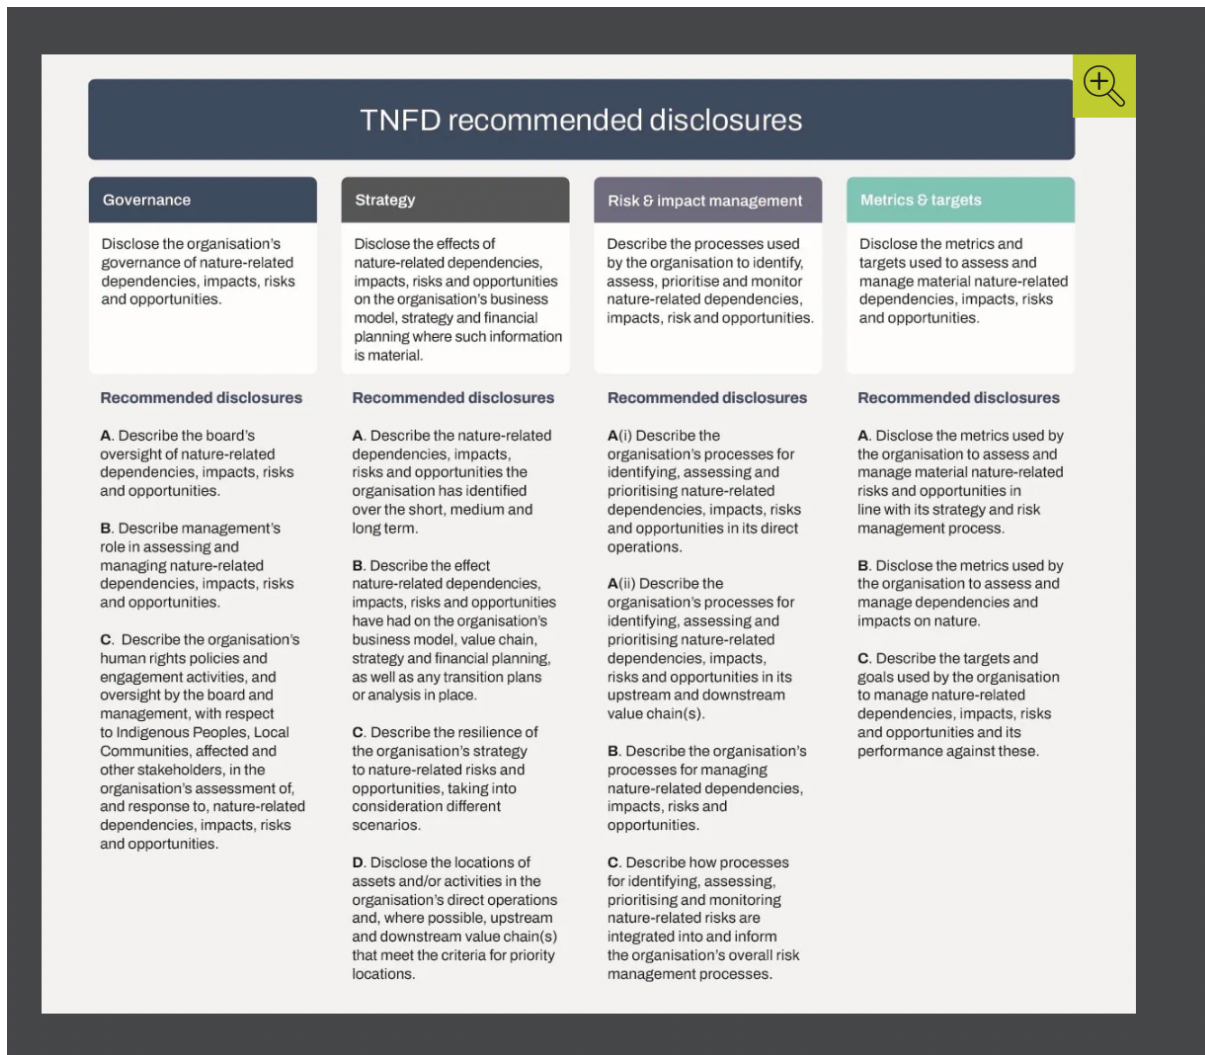 TNFD recommended disclosures
Governance
Disclose the organisation's
governance of nature-related
dependencies, impacts, risks
and opportunities.
Recommended disclosures
A. Describe the board's
oversight of nature-related
dependencies, impacts, risks
and opportunities.
B. Describe management's
role in assessing and
managing nature-related
dependencies, impacts, risks
and opportunities.
C. Describe the organisation's
human rights policies and
engagement activities, and
oversight by the board and
management, with respect
to Indigenous Peoples, Local
Communities, affected and
other stakeholders, in the
organisation's assessment of,
and response to, nature-related
dependencies, impacts, risks
and opportunities.
Strategy
Disclose the effects of
nature-related dependencies,
impacts, risks and opportunities
on the organisation's business
model, strategy and financial
planning where such information
is material.
Recommended disclosures
A. Describe the nature-related
dependencies, impacts,
risks and opportunities the
organisation has identified
over the short, medium and
long term.
B. Describe the effect
nature-related dependencies,
impacts, risks and opportunities
have had on the organisation's
business model, value chain,
strategy and financial planning,
as well as any transition plans
or analysis in place.
C. Describe the resilience of
the organisation's strategy
to nature-related risks and
opportunities, taking into
consideration different
scenarios.
D. Disclose the locations of
assets and/or activities in the
organisation's direct operations
and, where possible, upstream
and downstream value chain(s)
that meet the criteria for priority
locations.
Risk & impact management
Describe the processes used
by the organisation to identify,
assess, prioritise and monitor
nature-related dependencies,
impacts, risk and opportunities.
Recommended disclosures
A(i) Describe the
organisation's processes for
identifying, assessing and
prioritising nature-related
dependencies, impacts, risks
and opportunities in its direct
operations.
A(ii) Describe the
organisation's processes for
identifying, assessing and
prioritising nature-related
dependencies, impacts,
risks and opportunities in its
upstream and downstream
value chain(s).
B. Describe the organisation's
processes for managing
nature-related dependencies,
impacts, risks and
opportunities.
C. Describe how processes
for identifying, assessing,
prioritising and monitoring
nature-related risks are
integrated into and inform
the organisation's overall risk
management processes.
Metrics & targets
Disclose the metrics and
targets used to assess and
manage material nature-related
dependencies, impacts, risks
and opportunities.
Recommended disclosures
A. Disclose the metrics used by
the organisation to assess and
manage material nature-related
risks and opportunities in
line with its strategy and risk
management process.
B. Disclose the metrics used by
the organisation to assess and
manage dependencies and
impacts on nature.
C. Describe the targets and
goals used by the organisation
to manage nature-related
dependencies, impacts, risks
and opportunities and its
performance against these.